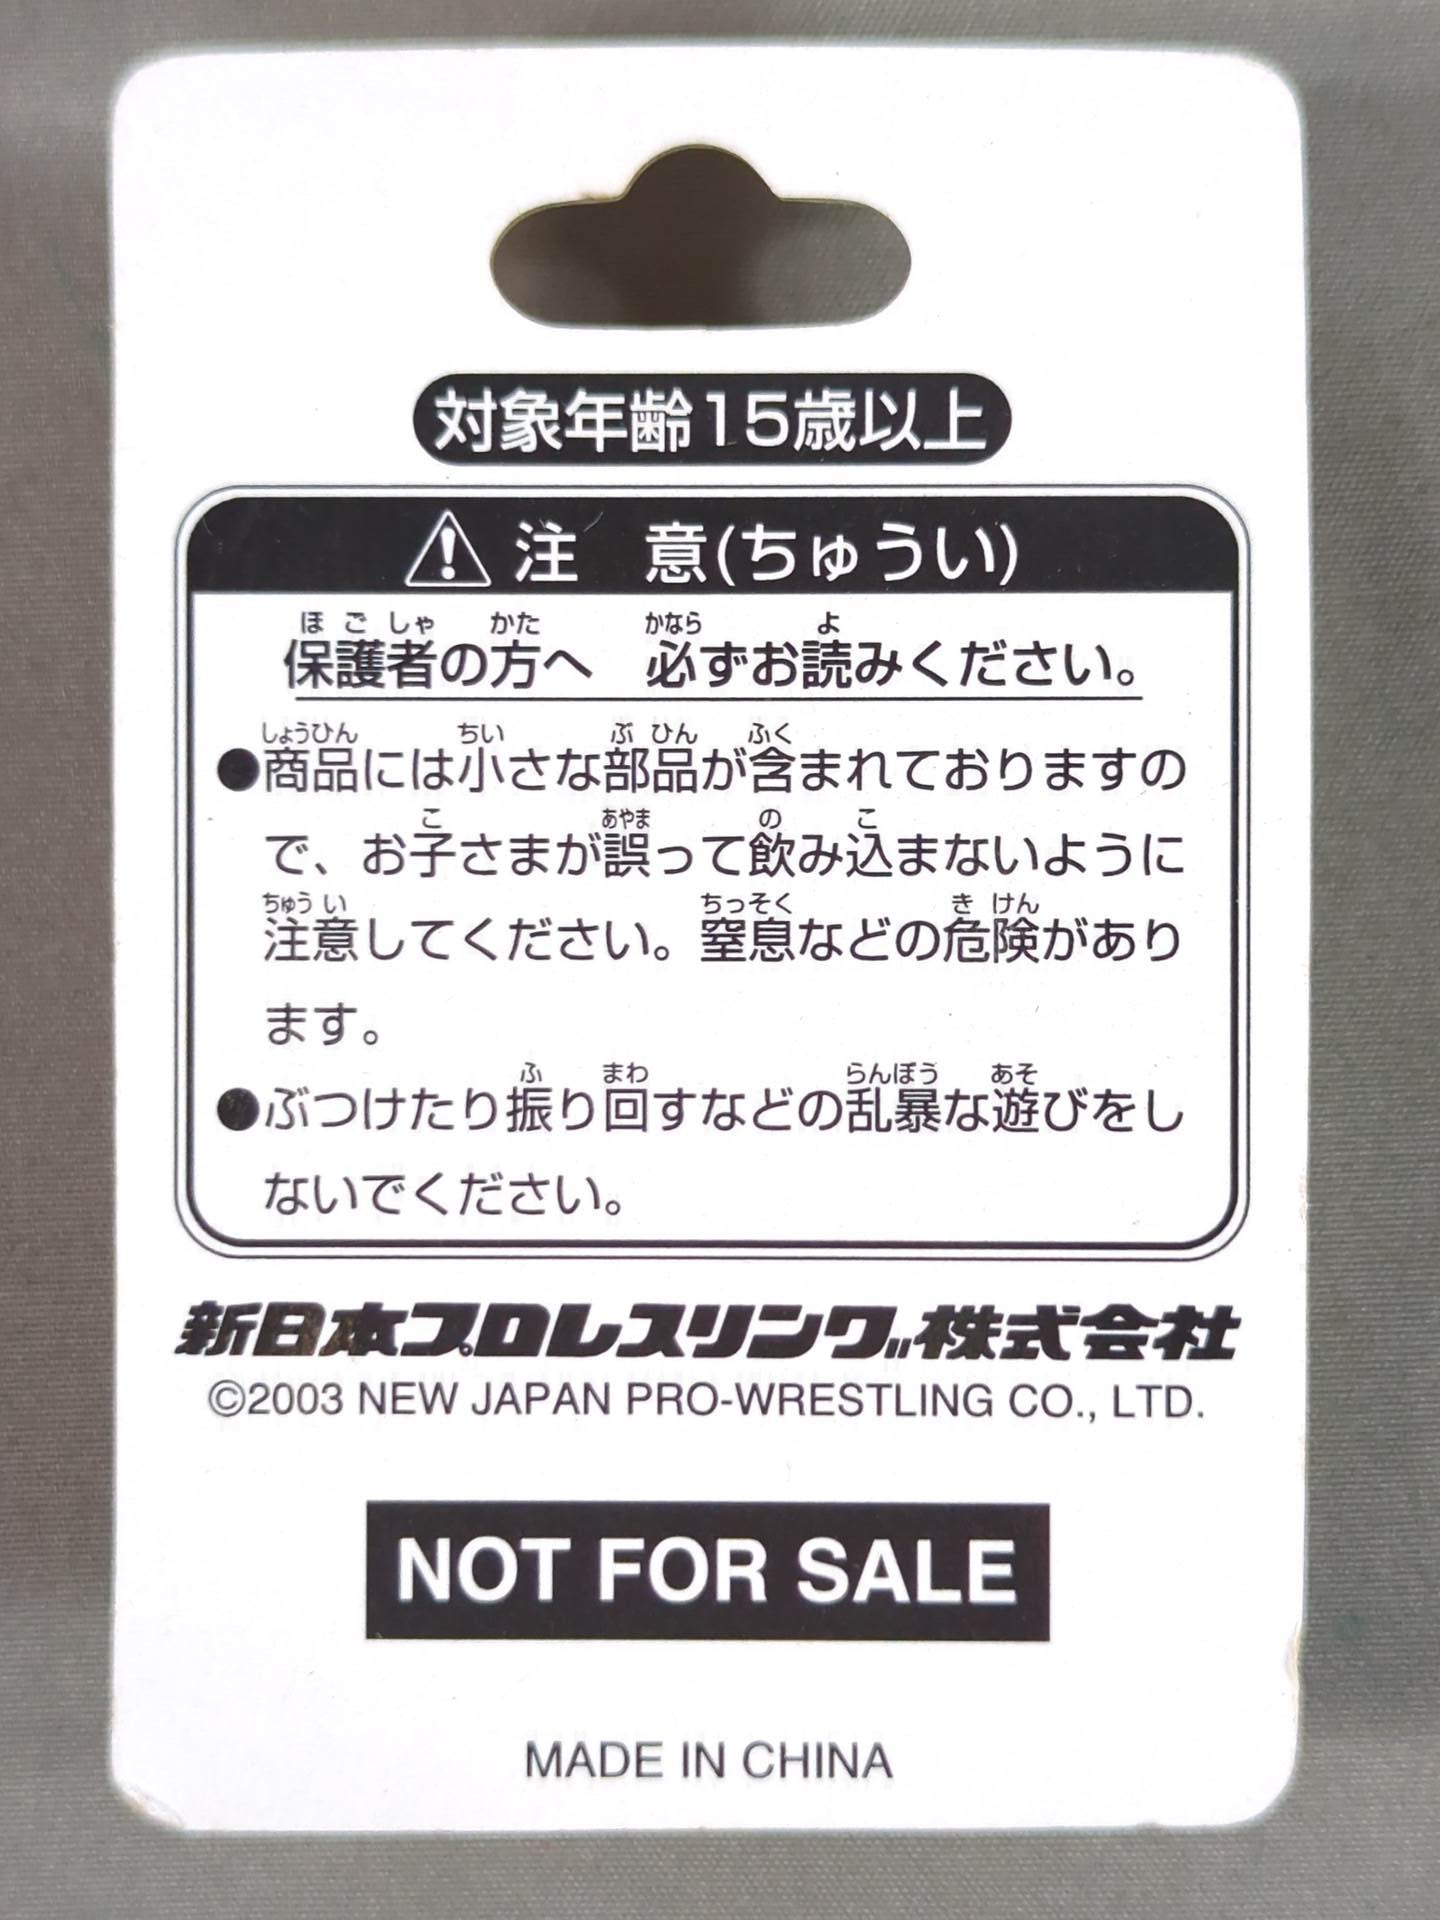 対象年齢15歳以上
注 意(ちゅうい)
ほ ご しゃ かた かなら よ
保護者の方へ 必ずお読みください。
しょうひん ちい ぶ ひん ふく
●商品には小さな部品が含まれておりますの
こ あやま の こ
で、お子さまが誤って飲み込まないように
ちゅう い ちっそく き けん
注意してください。窒息などの危険があり
ます。
ふ まわ らんぼう あそ
●ぶつけたり振り回すなどの乱暴な遊びをし
ないでください。
新日本プロレスリング株式会社
©2003 NEW JAPAN PRO-WRESTLING CO., LTD.
NOT FOR SALE
MADE IN CHINA